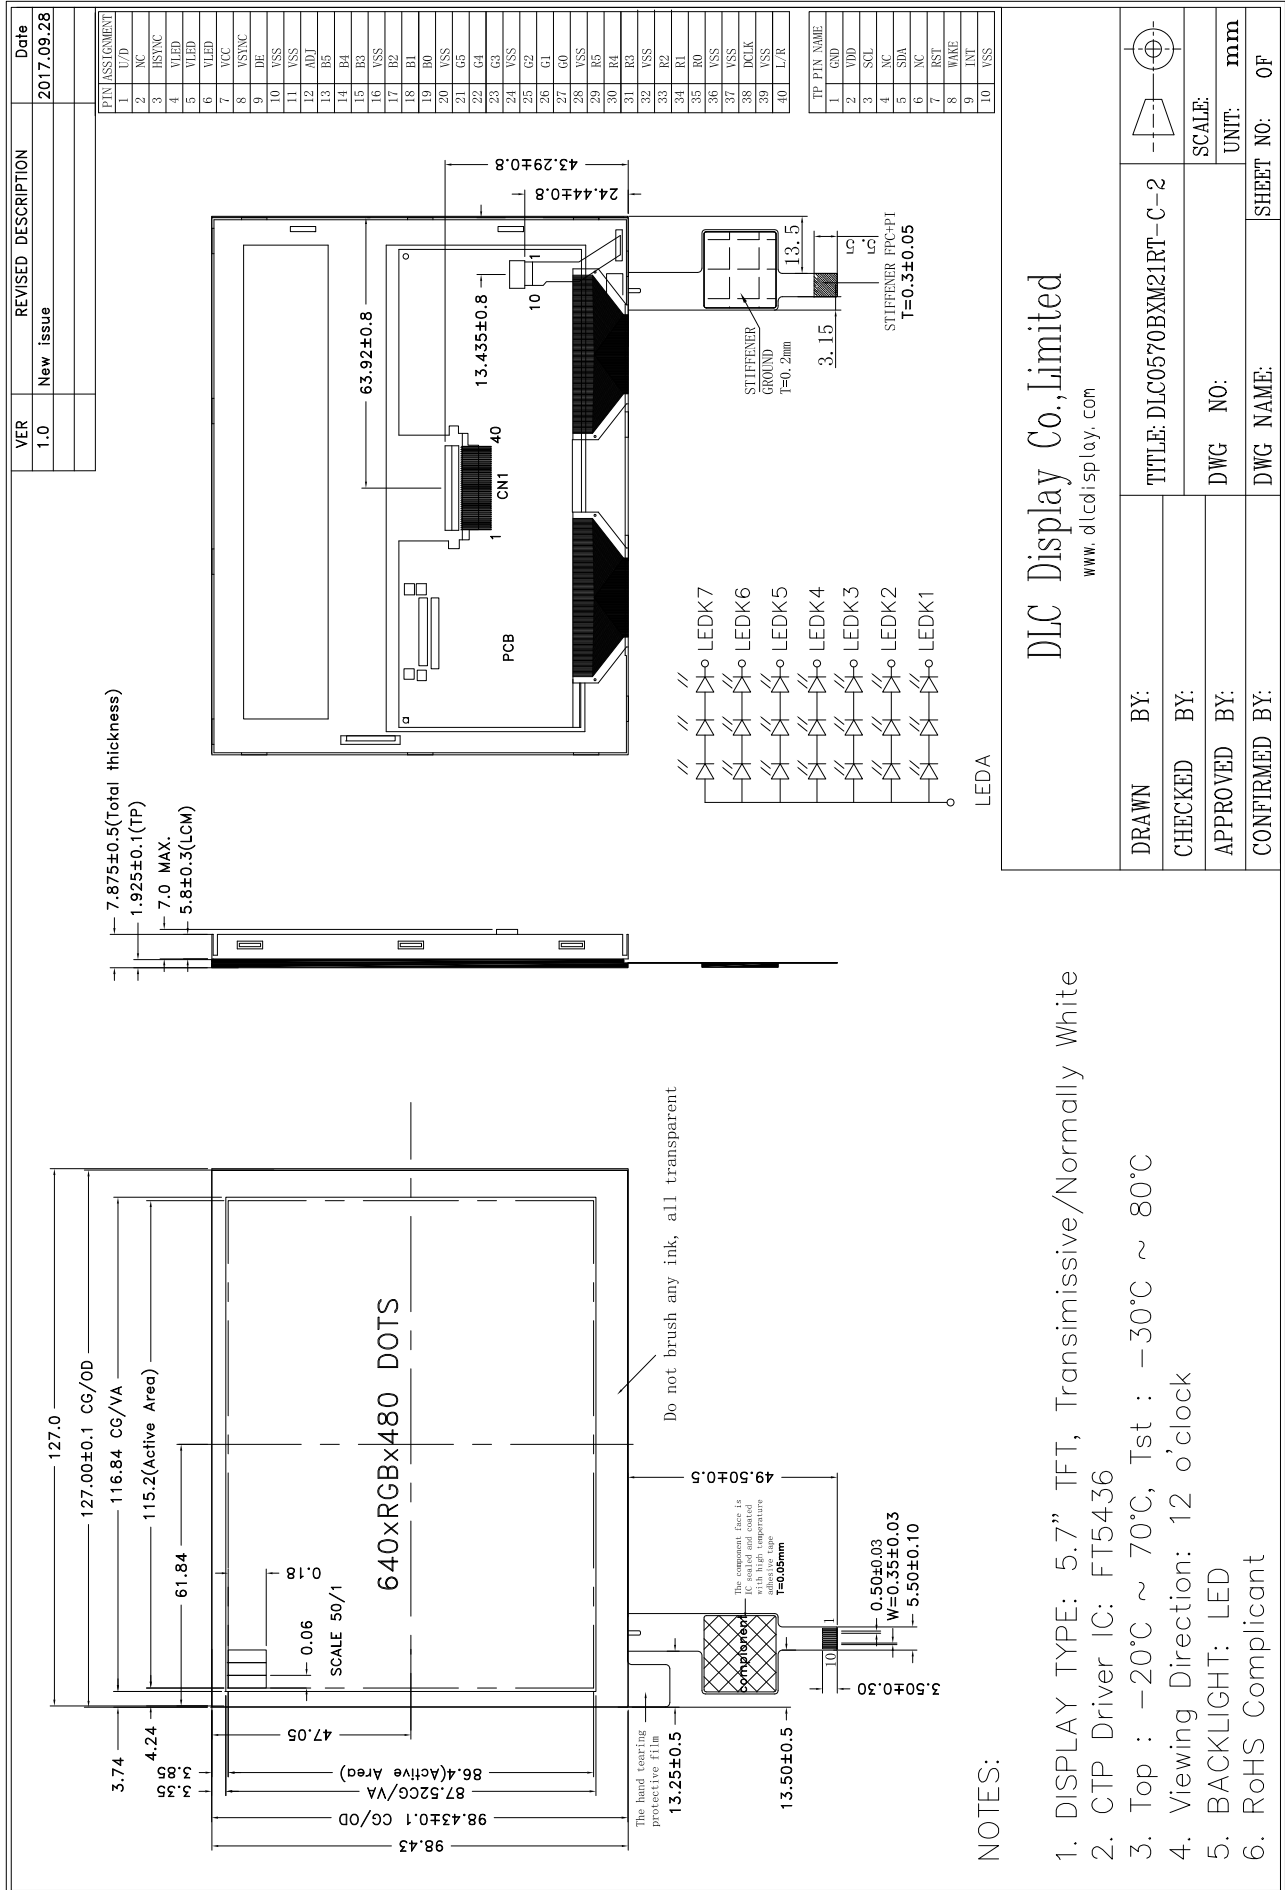 VER REVISED DESCRIPTION Date
1.0 New issue 2017.09.28
127.0
127.00±0.1 CG/OD
116.84 CG/VA
115.2(Active Area)
61.84
3.74
4.24
3.85
3.35
0.18
0.06
SCALE 50/1
640xRGBx480 DOTS
47.05
86.4(Active Area)
87.52CG/VA
98.43±0.1 CG/OD
98.43
The hand tearing
protective film
13.25±0.5
13.50±0.5
Do not brush any ink, all transparent
49.50±0.5
The component face is
IC sealed and coated
with high temperature
adhesive tape
T=0.05mm
component
10 1
0.50±0.03
W=0.35±0.03
5.50±0.10
3.50±0.30
7.875±0.5(Total thickness)
1.925±0.1(TP)
7.0 MAX.
5.8±0.3(LCM)
43.29±0.8
24.44±0.8
63.92±0.8
13.435±0.8
1 40
CN1
10 1
PCB
13.5
5.5
STIFFENER FPC+PI
T=0.3±0.05
3.15
STIFFENER
GROUND
T=0.2mm
LEDK7
LEDK6
LEDK5
LEDK4
LEDK3
LEDK2
LEDK1
LEDA
PIN ASSIGNMENT
1 U/D
2 NC
3 HSYNC
4 VLED
5 VLED
6 VLED
7 VCC
8 VSYNC
9 DE
10 VSS
11 VSS
12 ADJ
13 B5
14 B4
15 B3
16 VSS
17 B2
18 B1
19 B0
20 VSS
21 G5
22 G4
23 G3
24 VSS
25 G2
26 G1
27 G0
28 VSS
29 R5
30 R4
31 R3
32 VSS
33 R2
34 R1
35 R0
36 VSS
37 VSS
38 DCLK
39 VSS
40 L/R
TP PIN NAME
1 GND
2 VDD
3 SCL
4 NC
5 SDA
6 NC
7 RST
8 WAKE
9 INT
10 VSS
NOTES:
1. DISPLAY TYPE: 5.7" TFT, Transimissive/Normally White
2. CTP Driver IC: FT5436
3. Top : -20°C ~ 70°C, Tst : -30°C ~ 80°C
4. Viewing Direction: 12 o'clock
5. BACKLIGHT: LED
6. RoHS Complicant
DLC Display Co.,Limited
www.dlcdisplay.com
DRAWN BY:
CHECKED BY:
APPROVED BY:
CONFIRMED BY:
TITLE: DLC0570BXM21RT-C-2
DWG NO:
DWG NAME:
SCALE:
UNIT: mm
SHEET NO: OF